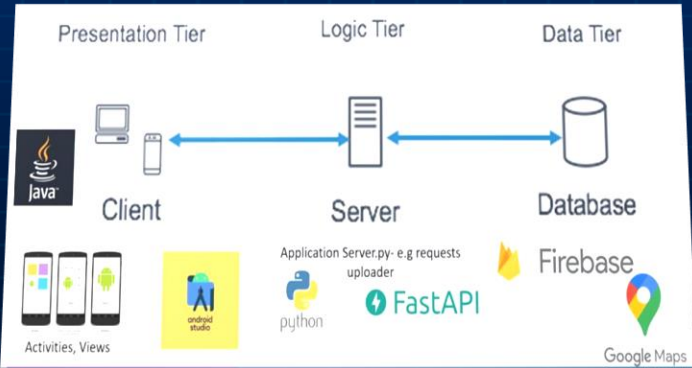 Presentation Tier
Logic Tier
Data Tier
Java
Client
Server
Database
Application Server.py- e.g requests
uploader
python
FastAPI
Firebase
android
studio
Activities, Views
Google Maps